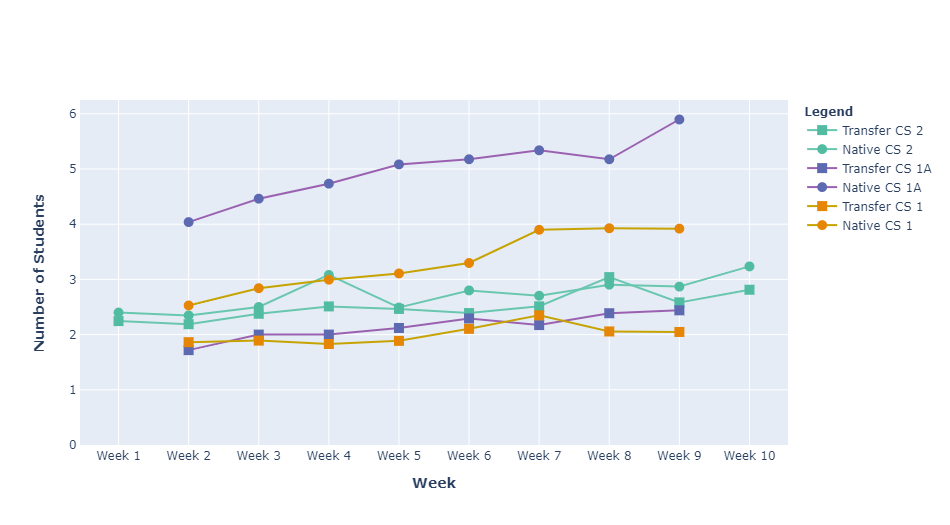 Number of Students
6
5
4
3
2
1
0
Week 1 Week 2 Week 3 Week 4 Week 5 Week 6 Week 7 Week 8 Week 9 Week 10
Week
Legend
Transfer CS 2
Native CS 2
Transfer CS 1A
Native CS 1A
Transfer CS 1
Native CS 1